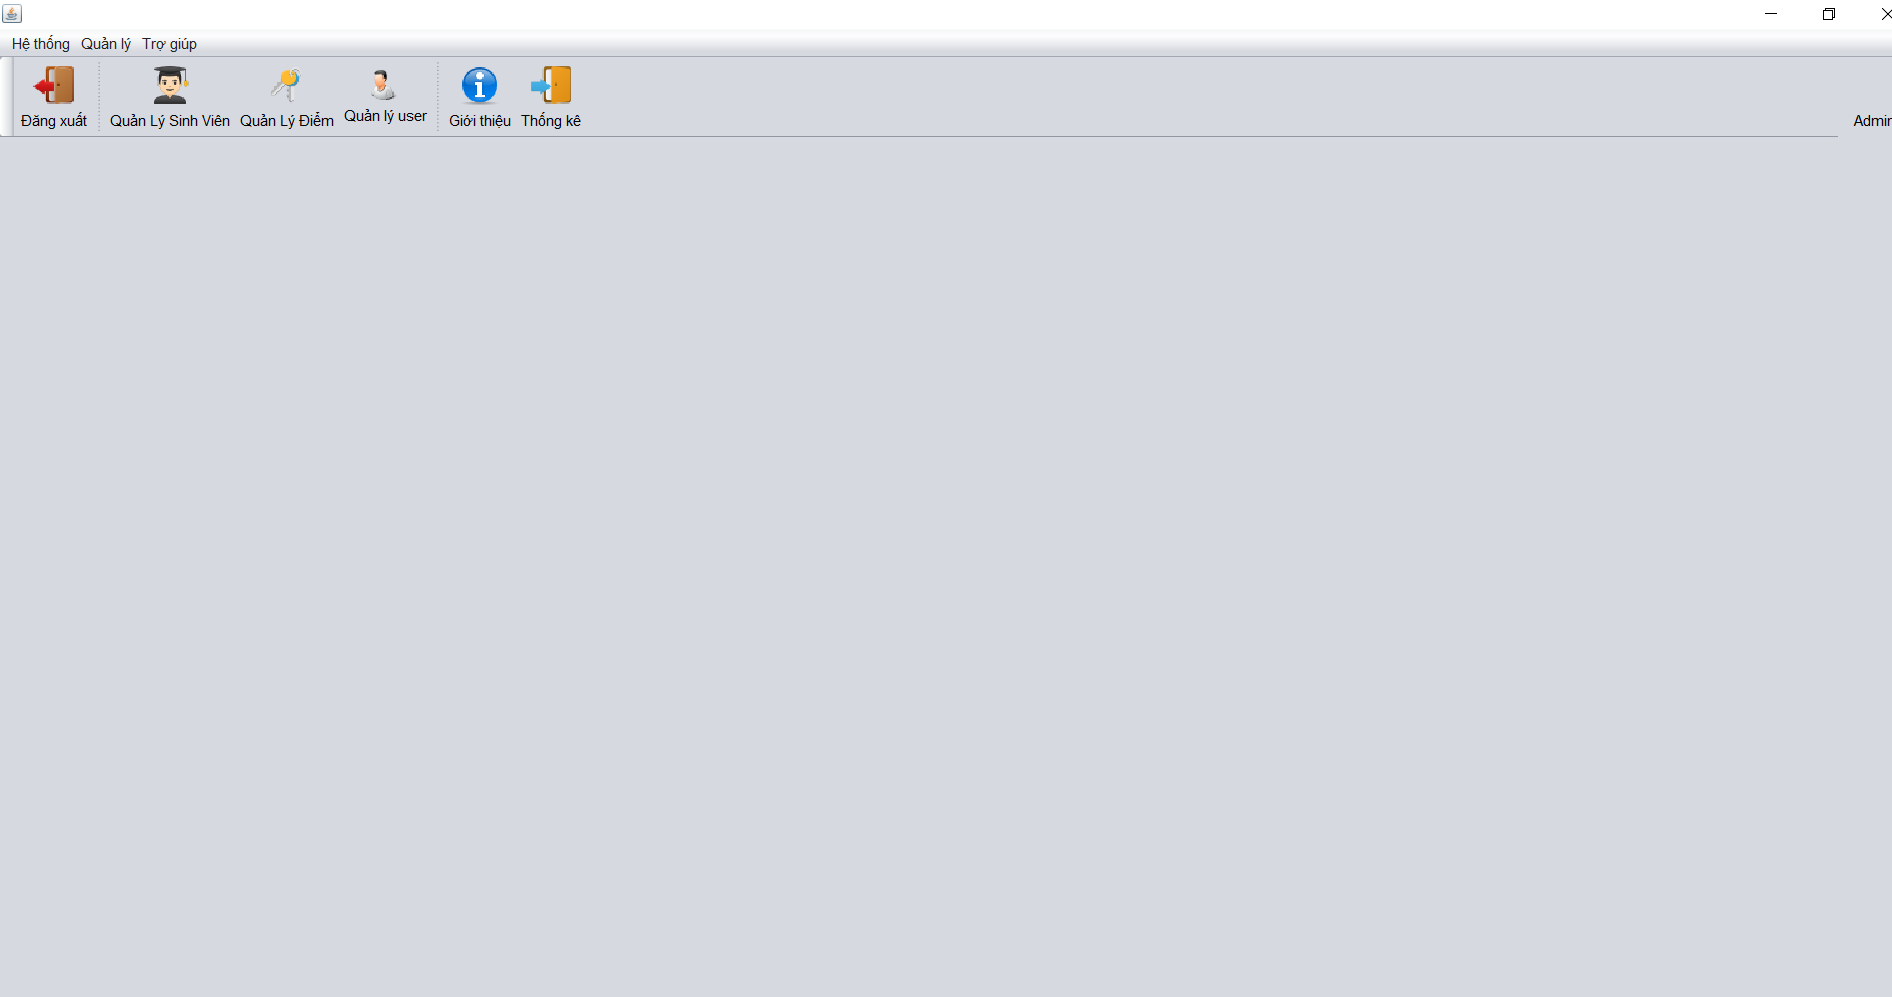 Hệ thống Quản lý Trợ giúp
Đăng xuất Quản Lý Sinh Viên Quản Lý Điểm Quản lý user Giới thiệu Thống kê Admin